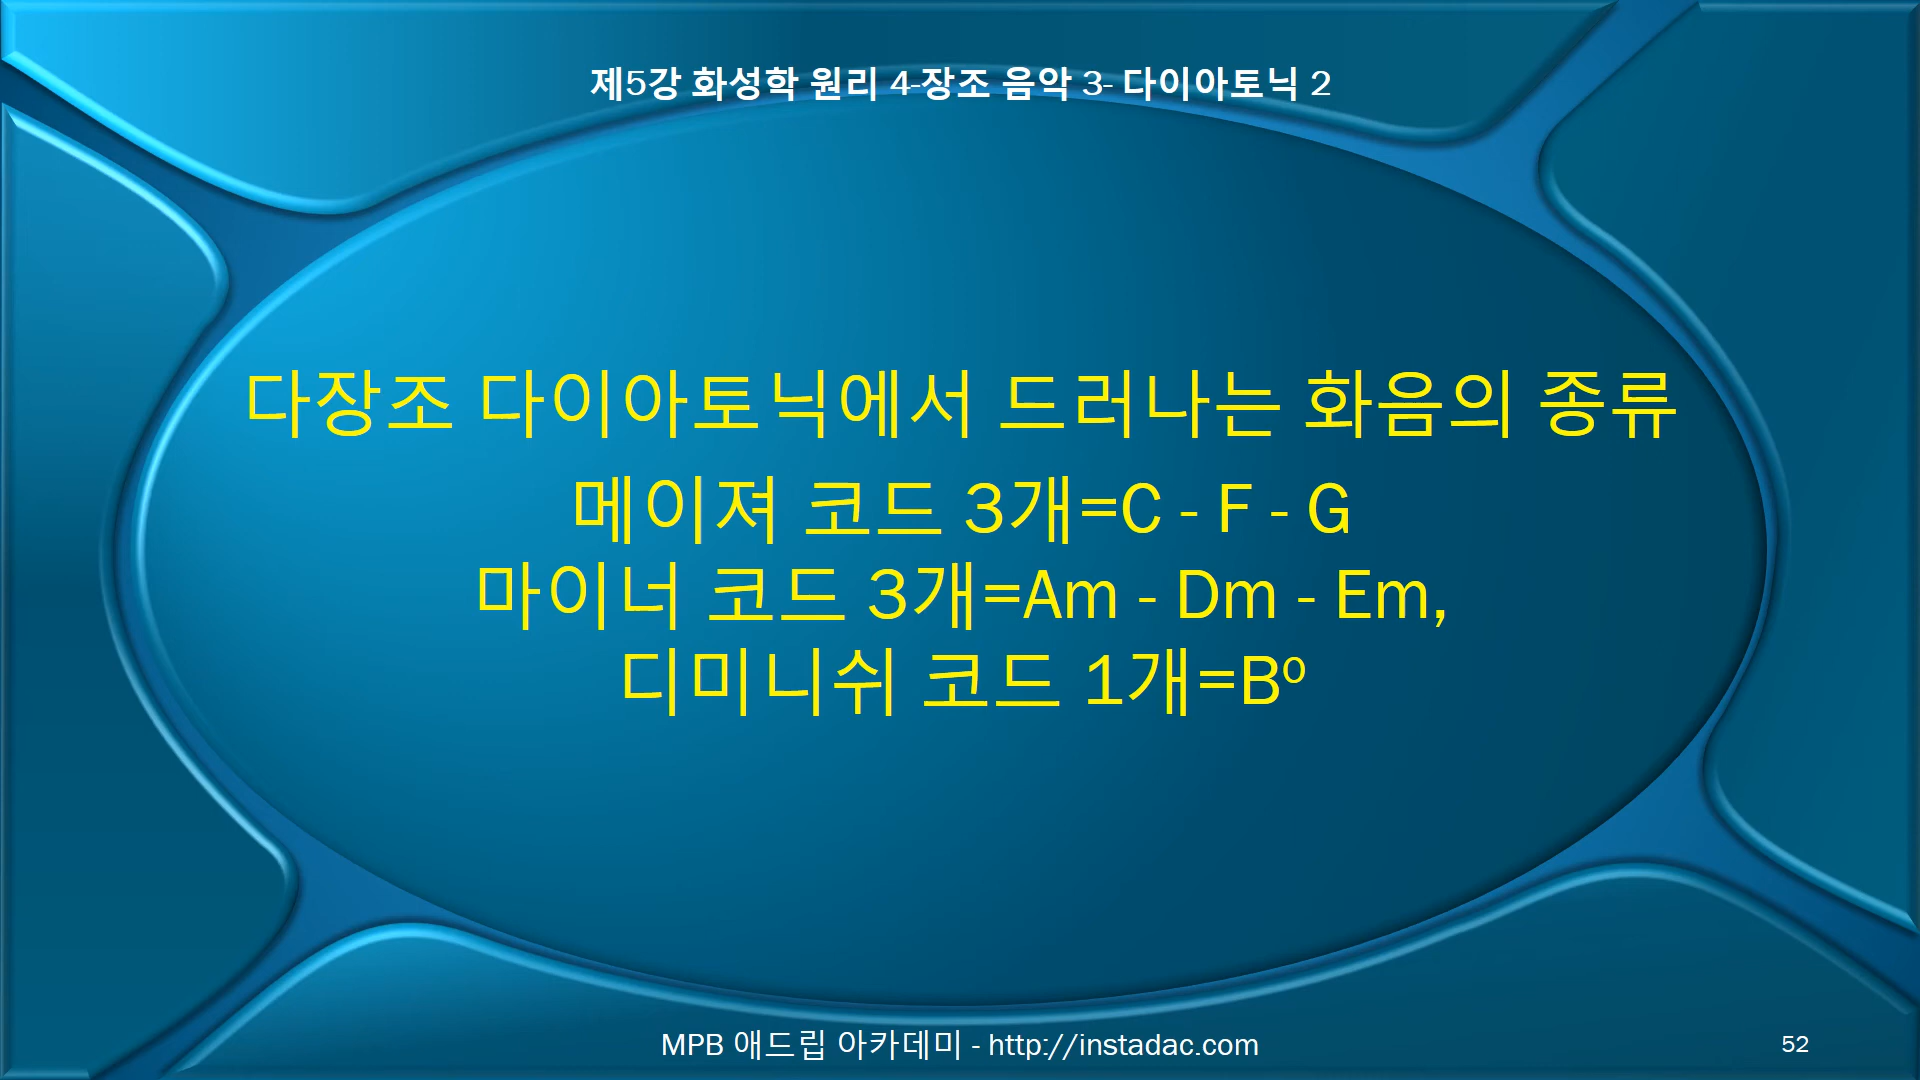 제5강 화성학 원리 4-장조 음악 3- 다이아토닉 2
다장조 다이아토닉에서 드러나는 화음의 종류
메이져 코드 3개=C - F - G
마이너 코드 3개=Am - Dm - Em,
디미니쉬 코드 1개=Bº
MPB 애드립 아카데미 - http://instadac.com
52